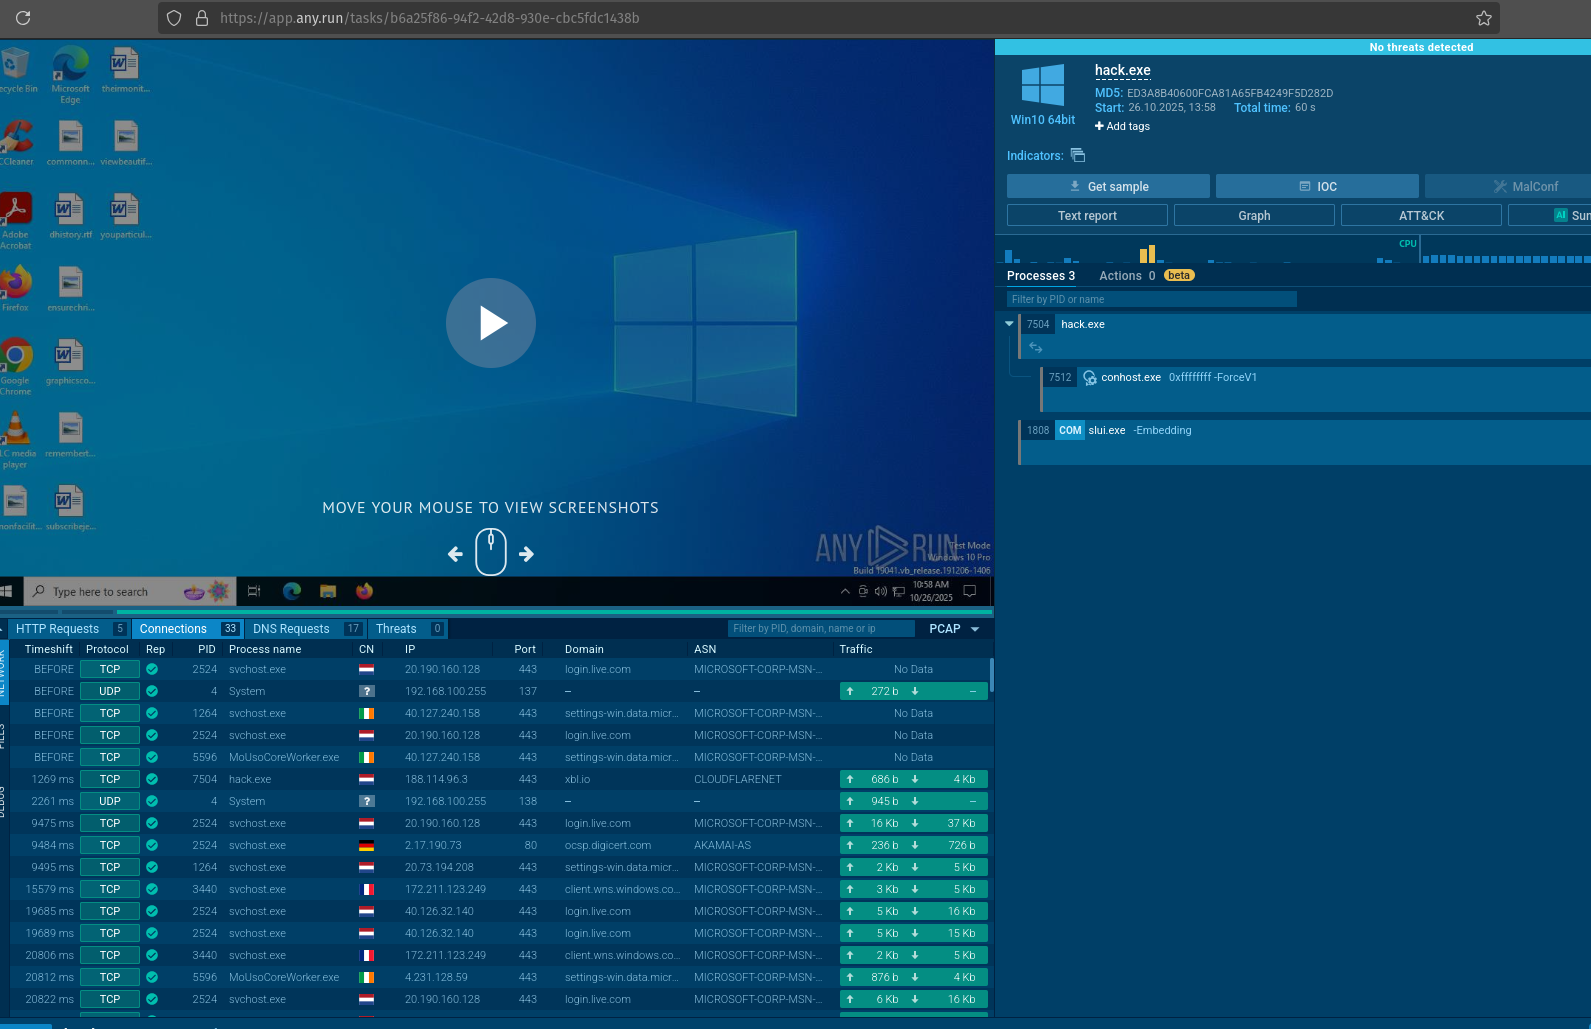 https://app.any.run/tasks/b6a25f86-94f2-42d8-930e-cbc5fdc1438b
ecycle Bin
Microsoft Edge
theirmonit...
CCleaner
commonn...
viewbeautif...
Adobe Acrobat
dhistory.rtf
youparticul...
Firefox
ensurechri...
Google Chrome
graphicsco...
LC media player
remembert...
nonfacilit...
subscribeje...
MOVE YOUR MOUSE TO VIEW SCREENSHOTS
ANY RUN
Test Mode
Windows 10 Pro
Build 19041.vb_release.191206-1406
Type here to search
10:58 AM
10/26/2025
No threats detected
hack.exe
Win10 64bit
MD5: ED3A8B40600FCA81A65FB4249F5D282D
Start: 26.10.2025, 13:58 Total time: 60 s
+ Add tags
Indicators:
Get sample IOC MalConf
Text report Graph ATT&CK AI Sun
CPU
Processes 3 Actions 0 beta
Filter by PID or name
7504 hack.exe
7512 conhost.exe 0xffffffff -ForceV1
1808 COM slui.exe -Embedding
HTTP Requests 5 Connections 33 DNS Requests 17 Threats 0 Filter by PID, domain, name or ip PCAP
NETWORK
FILES
DEBUG
Timeshift Protocol Rep PID Process name CN IP Port Domain ASN Traffic
BEFORE TCP 2524 svchost.exe 20.190.160.128 443 login.live.com MICROSOFT-CORP-MSN-... No Data
BEFORE UDP 4 System ? 192.168.100.255 137 – – 272 b –
BEFORE TCP 1264 svchost.exe 40.127.240.158 443 settings-win.data.micr... MICROSOFT-CORP-MSN-... No Data
BEFORE TCP 2524 svchost.exe 20.190.160.128 443 login.live.com MICROSOFT-CORP-MSN-... No Data
BEFORE TCP 5596 MoUsoCoreWorker.exe 40.127.240.158 443 settings-win.data.micr... MICROSOFT-CORP-MSN-... No Data
1269 ms TCP 7504 hack.exe 188.114.96.3 443 xbl.io CLOUDFLARENET 686 b 4 Kb
2261 ms UDP 4 System ? 192.168.100.255 138 – – 945 b –
9475 ms TCP 2524 svchost.exe 20.190.160.128 443 login.live.com MICROSOFT-CORP-MSN-... 16 Kb 37 Kb
9484 ms TCP 2524 svchost.exe 2.17.190.73 80 ocsp.digicert.com AKAMAI-AS 236 b 726 b
9495 ms TCP 1264 svchost.exe 20.73.194.208 443 settings-win.data.micr... MICROSOFT-CORP-MSN-... 2 Kb 5 Kb
15579 ms TCP 3440 svchost.exe 172.211.123.249 443 client.wns.windows.co... MICROSOFT-CORP-MSN-... 3 Kb 5 Kb
19685 ms TCP 2524 svchost.exe 40.126.32.140 443 login.live.com MICROSOFT-CORP-MSN-... 5 Kb 16 Kb
19689 ms TCP 2524 svchost.exe 40.126.32.140 443 login.live.com MICROSOFT-CORP-MSN-... 5 Kb 15 Kb
20806 ms TCP 3440 svchost.exe 172.211.123.249 443 client.wns.windows.co... MICROSOFT-CORP-MSN-... 2 Kb 5 Kb
20812 ms TCP 5596 MoUsoCoreWorker.exe 4.231.128.59 443 settings-win.data.micr... MICROSOFT-CORP-MSN-... 876 b 4 Kb
20822 ms TCP 2524 svchost.exe 20.190.160.128 443 login.live.com MICROSOFT-CORP-MSN-... 6 Kb 16 Kb